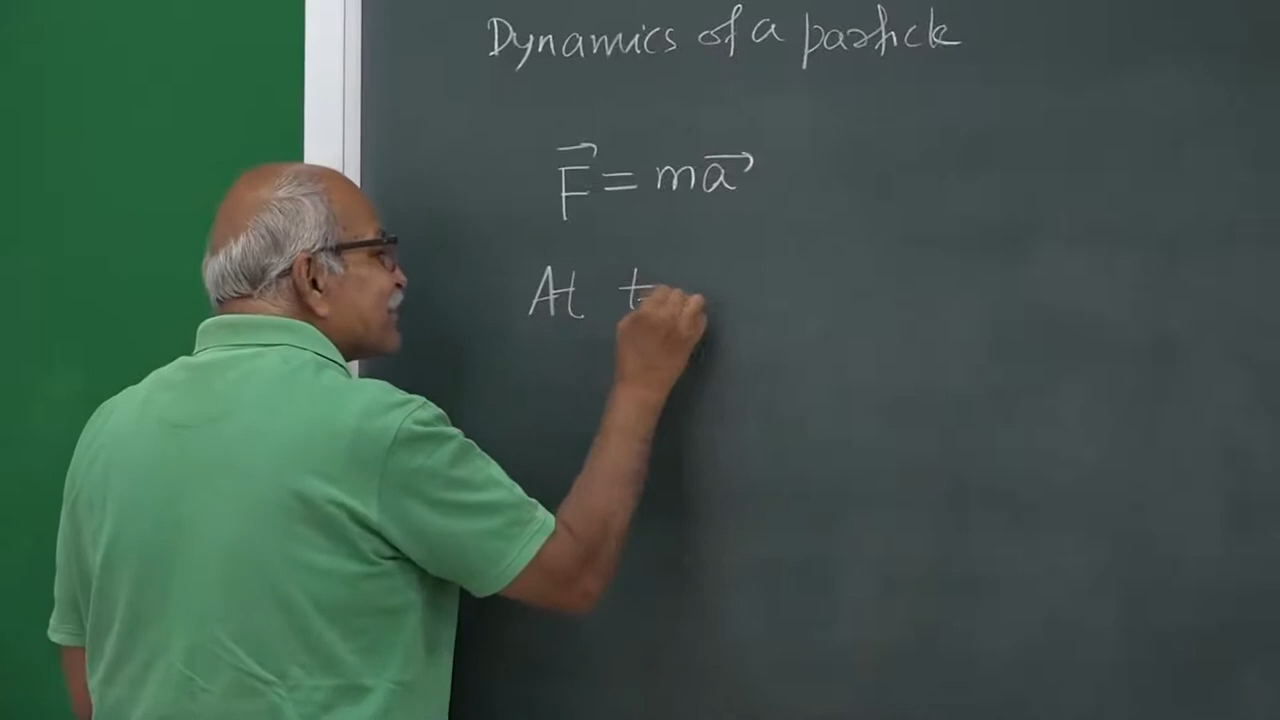 Dynamics of a particle
F⃗ = ma⃗
At t=